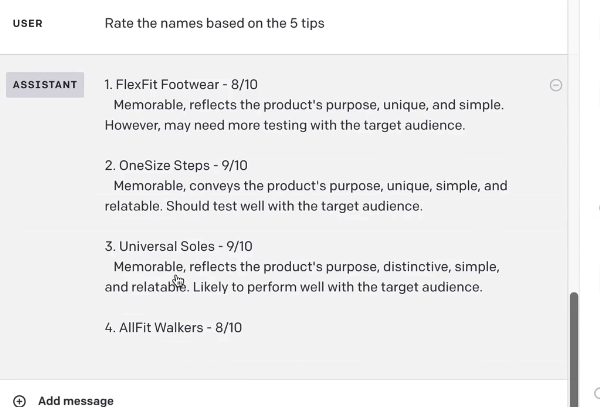 USER
Rate the names based on the 5 tips
ASSISTANT
1. FlexFit Footwear - 8/10
Memorable, reflects the product's purpose, unique, and simple.
However, may need more testing with the target audience.
2. OneSize Steps - 9/10
Memorable, conveys the product's purpose, unique, simple, and
relatable. Should test well with the target audience.
3. Universal Soles - 9/10
Memorable, reflects the product's purpose, distinctive, simple,
and relatable. Likely to perform well with the target audience.
4. AllFit Walkers - 8/10
Add message